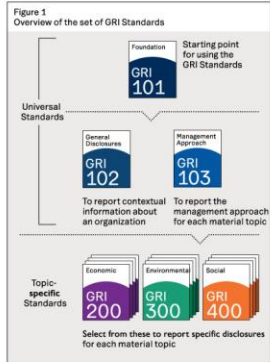 Figure 1
Overview of the set of GRI Standards
Foundation
GRI
101
Starting point
for using the
GRI Standards
Universal
Standards
General
Disclosures
GRI
102
Management
Approach
GRI
103
To report contextual
information about
an organization
To report the
management approach
for each material topic
Topic-
specific
Standards
Economic
GRI
200
Environmental
GRI
300
Social
GRI
400
Select from these to report specific disclosures
for each material topic